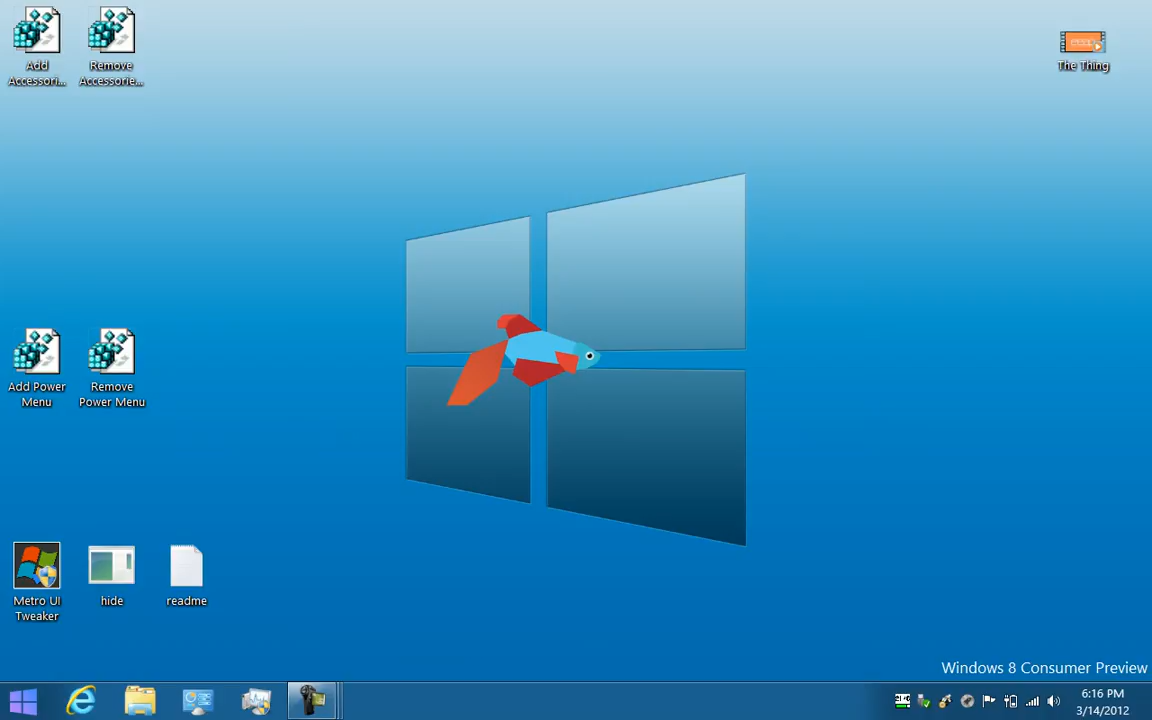 Add
Accessori...
Remove
Accessorie...
The Thing
Add Power
Menu
Remove
Power Menu
Metro UI
Tweaker
hide
readme
Windows 8 Consumer Preview
6:16 PM
3/14/2012